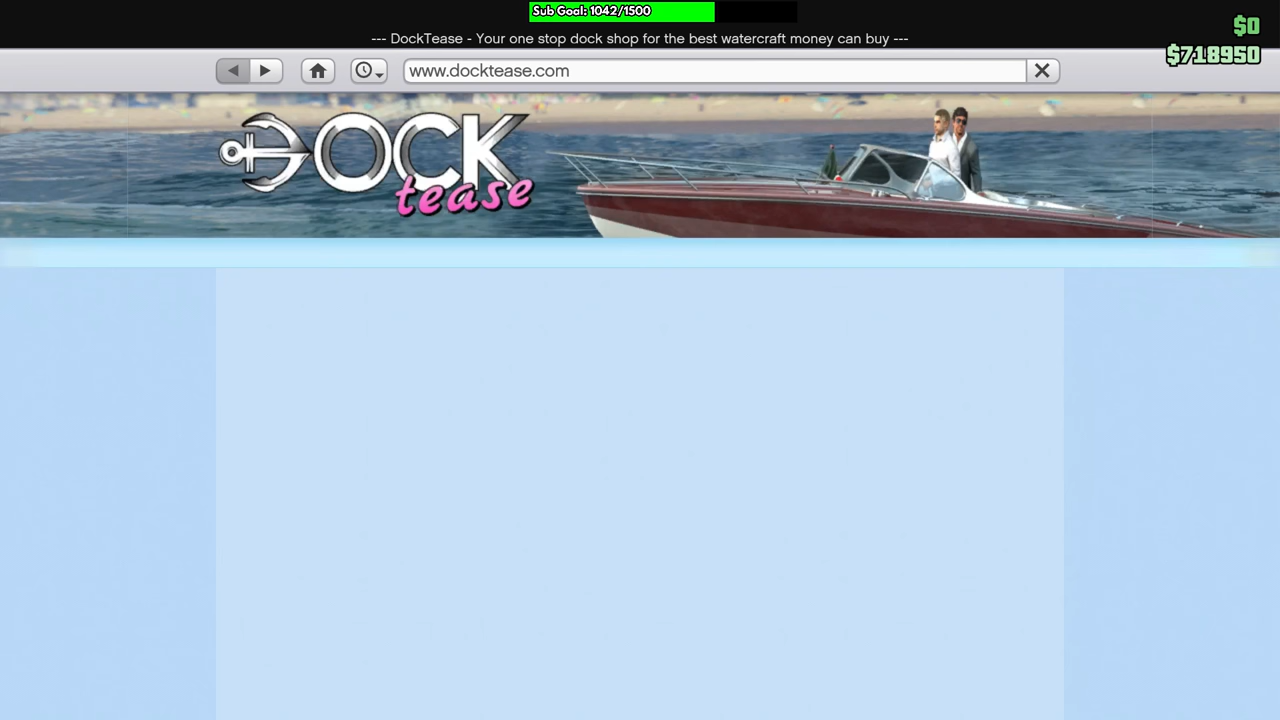 Sub Goal: 1042/1500
--- DockTease - Your one stop dock shop for the best watercraft money can buy ---
$0
$718950
www.docktease.com
DOCK
tease